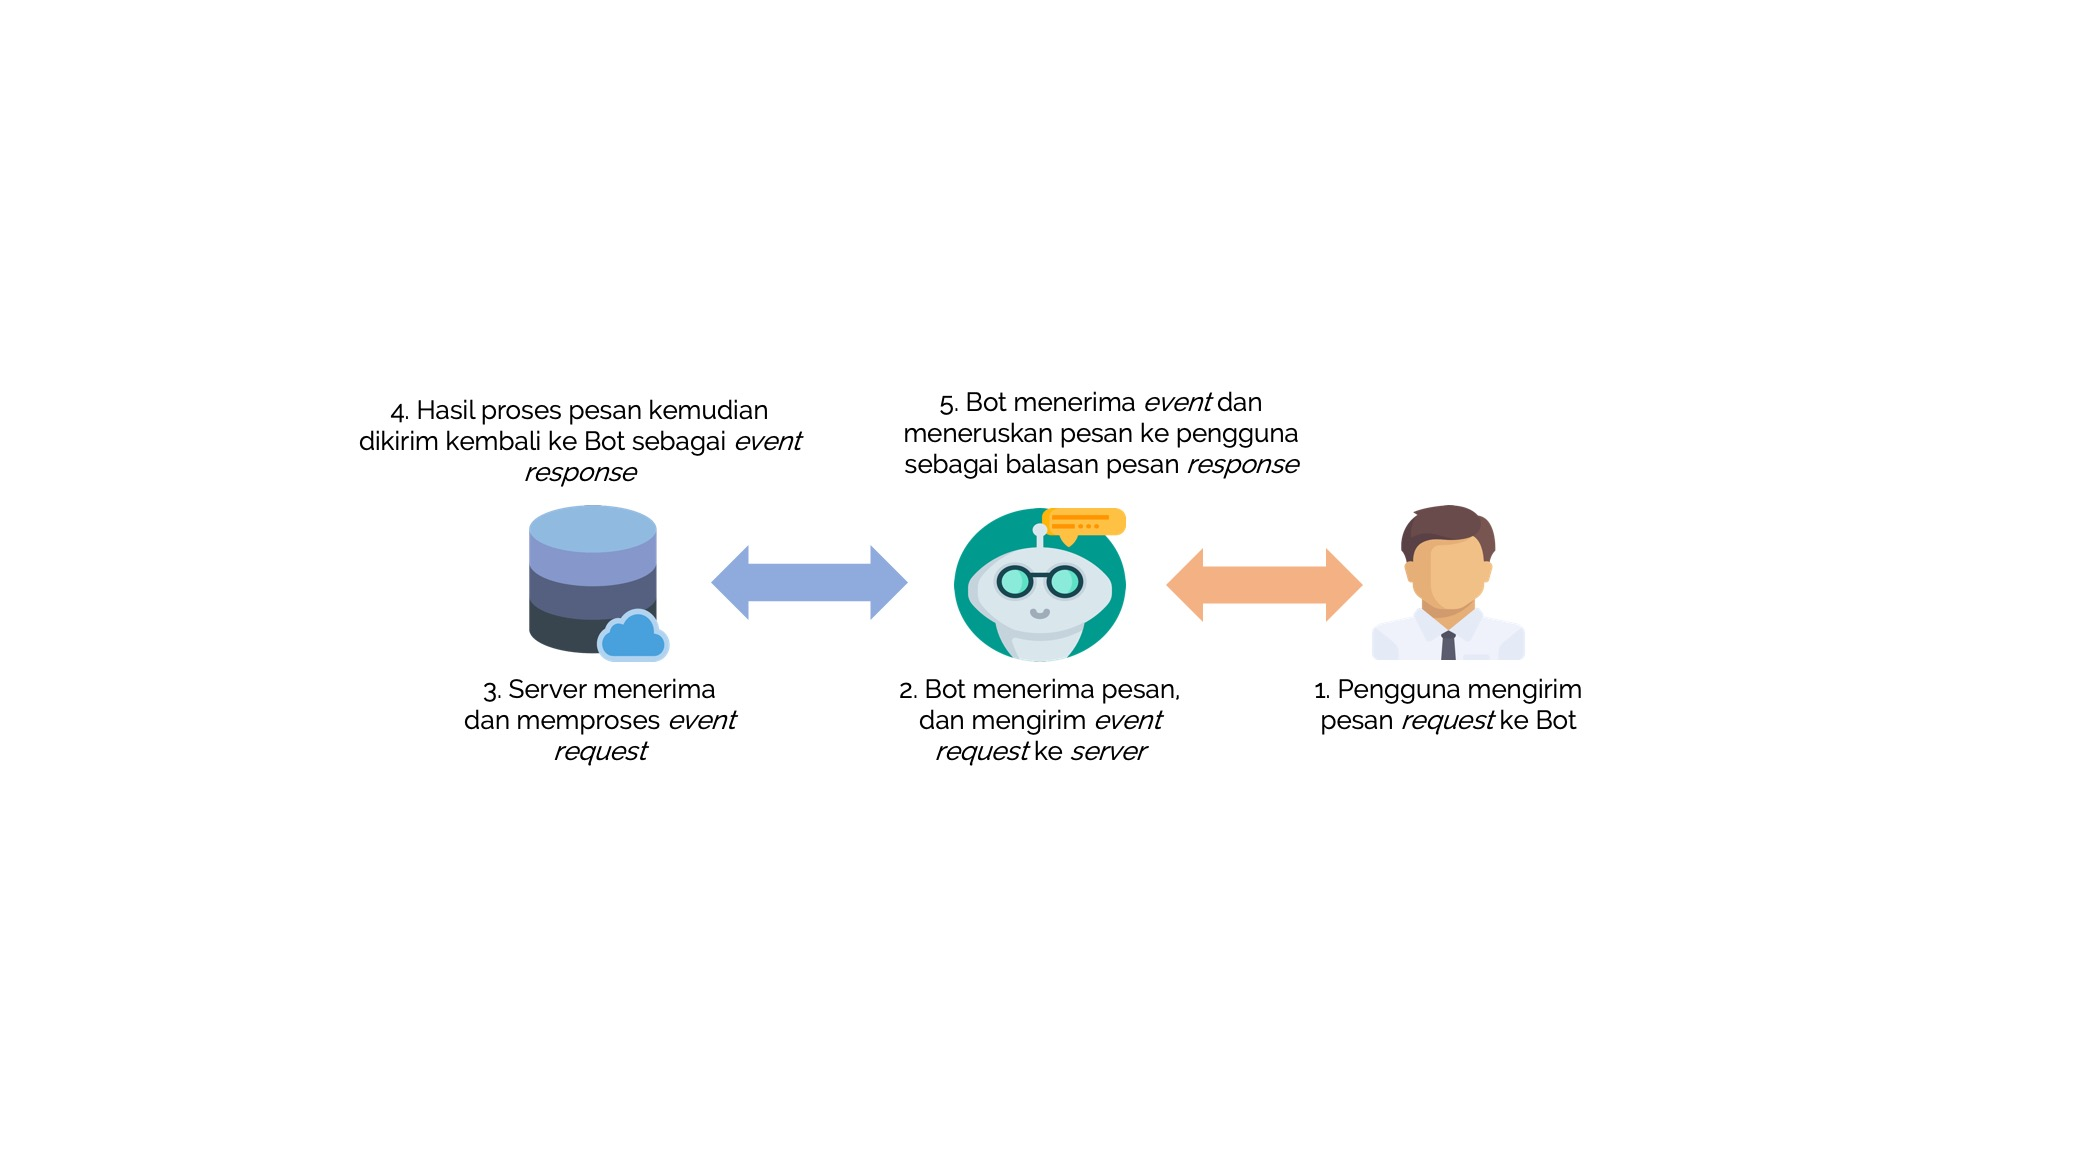 4. Hasil proses pesan kemudian
dikirim kembali ke Bot sebagai event
response
5. Bot menerima event dan
meneruskan pesan ke pengguna
sebagai balasan pesan response
3. Server menerima
dan memproses event
request
2. Bot menerima pesan,
dan mengirim event
request ke server
1. Pengguna mengirim
pesan request ke Bot